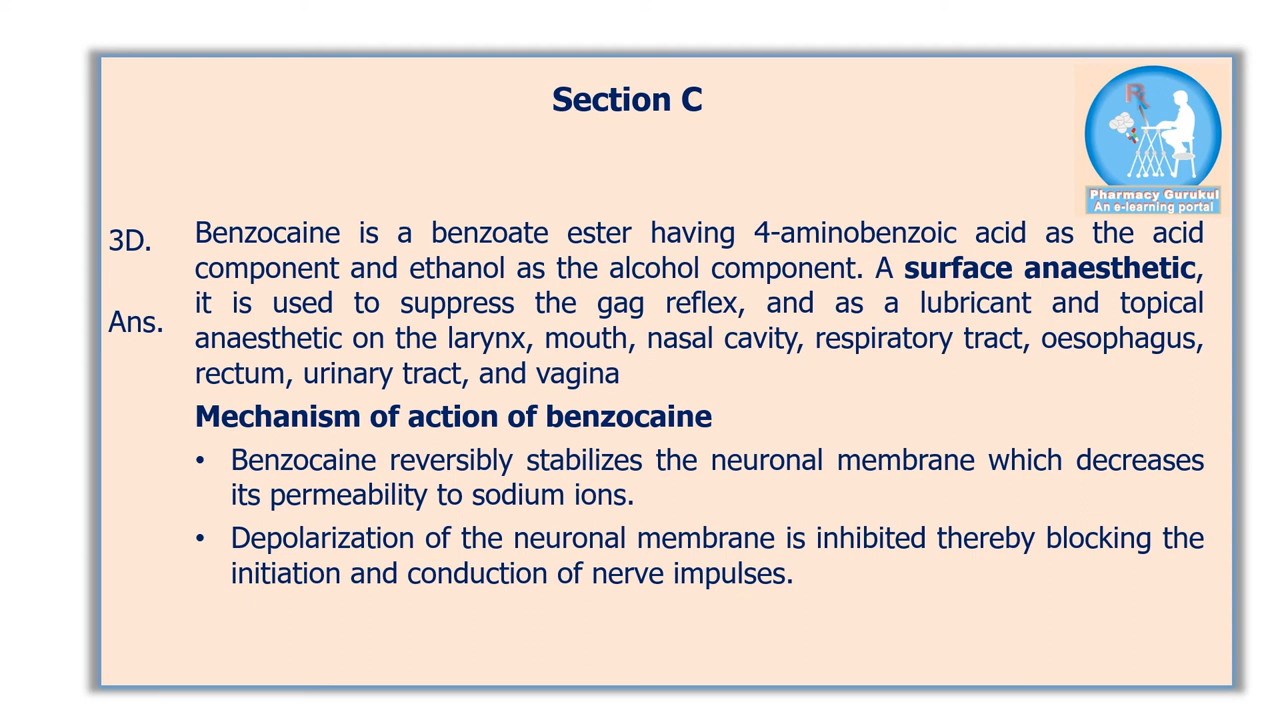 Section C
Rx
Pharmacy Gurukul
An e-learning portal
3D.
Ans.
Benzocaine is a benzoate ester having 4-aminobenzoic acid as the acid
component and ethanol as the alcohol component. A surface anaesthetic,
it is used to suppress the gag reflex, and as a lubricant and topical
anaesthetic on the larynx, mouth, nasal cavity, respiratory tract, oesophagus,
rectum, urinary tract, and vagina
Mechanism of action of benzocaine
• Benzocaine reversibly stabilizes the neuronal membrane which decreases
its permeability to sodium ions.
• Depolarization of the neuronal membrane is inhibited thereby blocking the
initiation and conduction of nerve impulses.